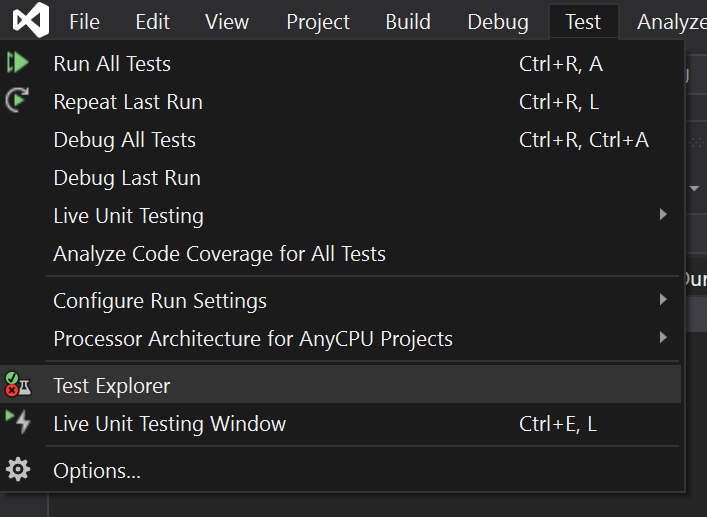 File Edit View Project Build Debug Test Analyze
Run All Tests Ctrl+R, A
Repeat Last Run Ctrl+R, L
Debug All Tests Ctrl+R, Ctrl+A
Debug Last Run
Live Unit Testing
Analyze Code Coverage for All Tests
Configure Run Settings
Processor Architecture for AnyCPU Projects
Test Explorer
Live Unit Testing Window Ctrl+E, L
Options...